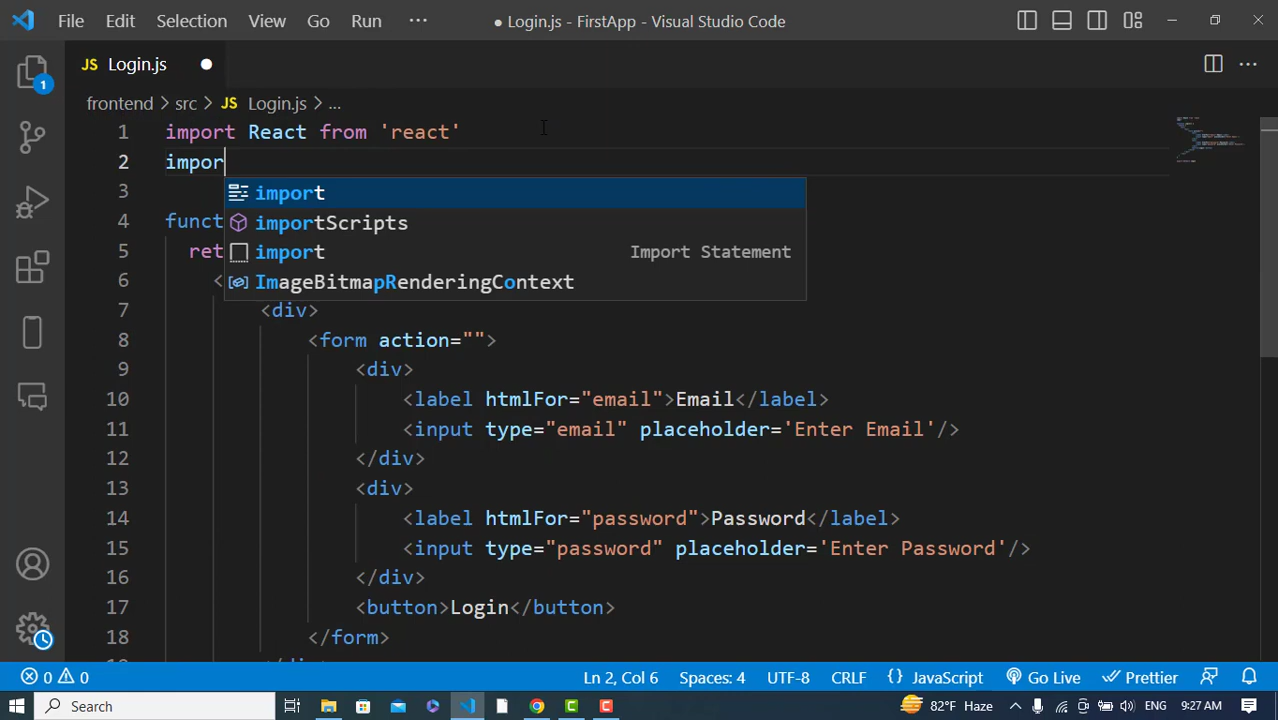 File Edit Selection View Go Run ··· ● Login.js - FirstApp - Visual Studio Code
JS Login.js ●
frontend > src > JS Login.js > ...
1 import React from 'react'
2 impor
import
3
importScripts
4 funct
import Import Statement
5 ret
ImageBitmapRenderingContext
6 <
7 <div>
8 <form action="">
9 <div>
10 <label htmlFor="email">Email</label>
11 <input type="email" placeholder='Enter Email'/>
12 </div>
13 <div>
14 <label htmlFor="password">Password</label>
15 <input type="password" placeholder='Enter Password'/>
16 </div>
17 <button>Login</button>
18 </form>
1
0 0 Ln 2, Col 6 Spaces: 4 UTF-8 CRLF {} JavaScript Go Live Prettier
Search 82°F Haze ENG 9:27 AM